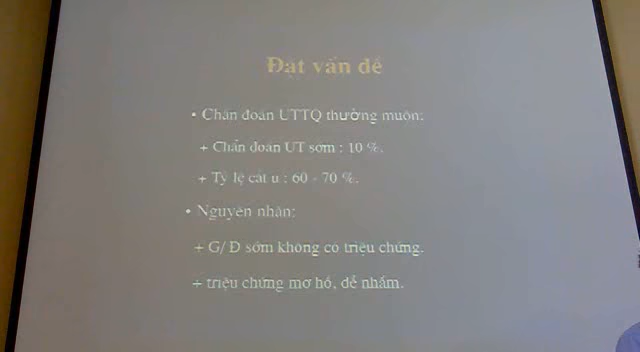 Đặt vấn đề
• Chẩn đoán UTTQ thường muộn:
+ Chẩn đoán UT sớm : 10 %.
+ Tỷ lệ cắt u : 60 - 70 %.
• Nguyên nhân:
+ G/ Đ sớm không có triệu chứng.
+ triệu chứng mơ hồ, dễ nhầm.